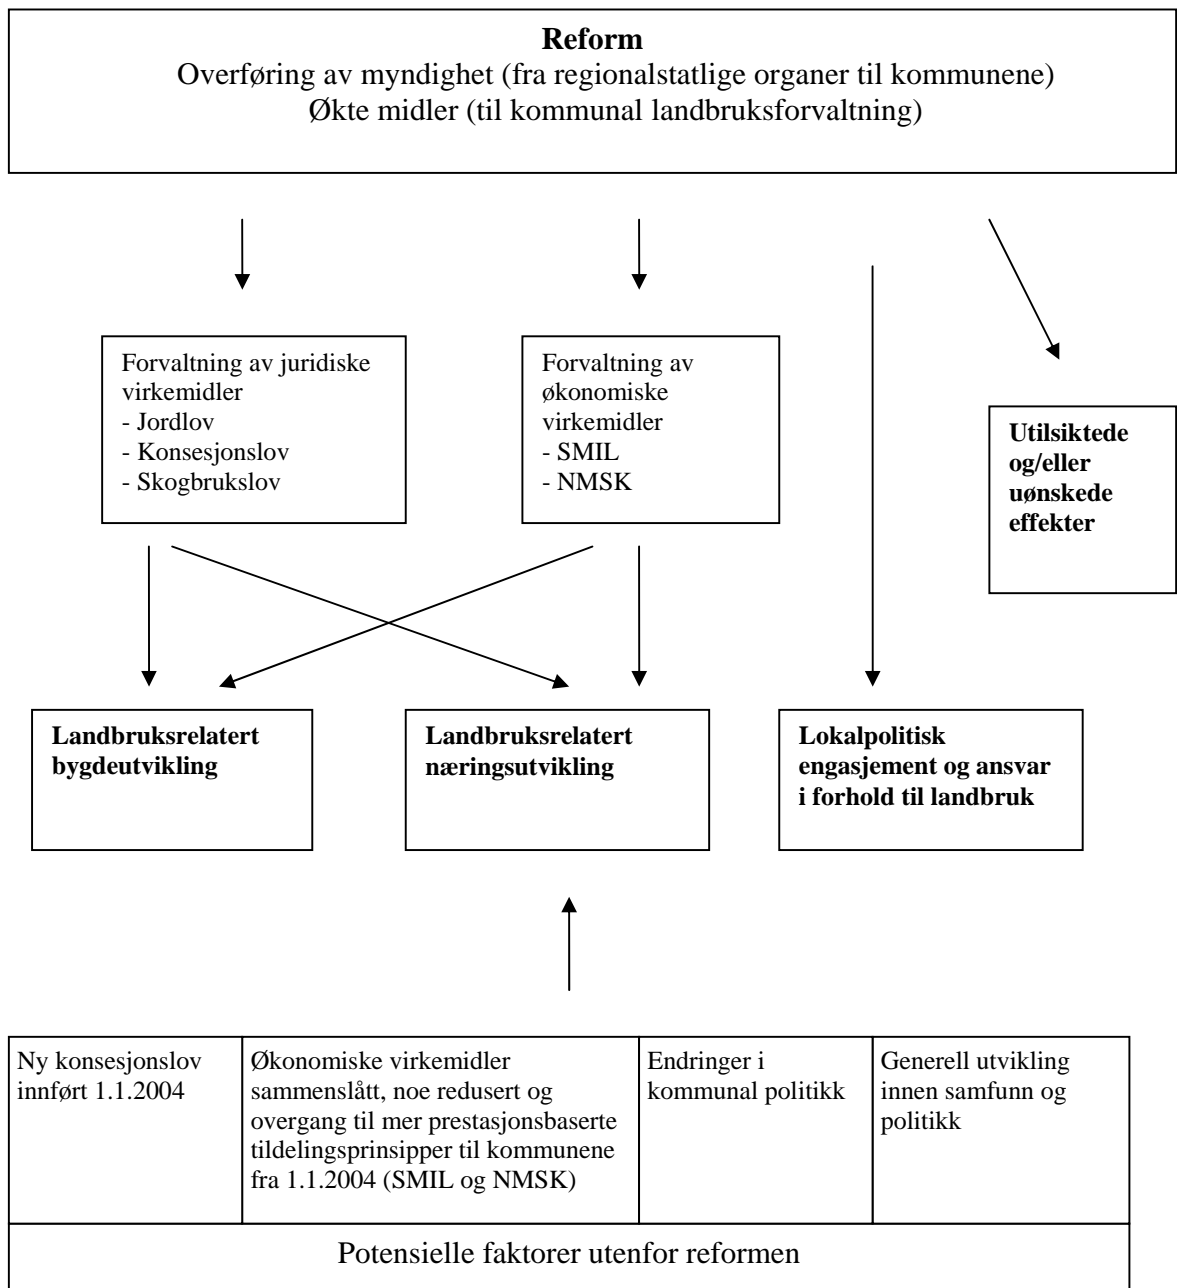 Reform
Overføring av myndighet (fra regionalstatlige organer til kommunene)
Økte midler (til kommunal landbruksforvaltning)
Forvaltning av juridiske
virkemidler
- Jordlov
- Konsesjonslov
- Skogbrukslov
Forvaltning av
økonomiske
virkemidler
- SMIL
- NMSK
Utilsiktede
og/eller
uønskede
effekter
Landbruksrelatert
bygdeutvikling
Landbruksrelatert
næringsutvikling
Lokalpolitisk
engasjement og ansvar
i forhold til landbruk
Ny konsesjonslov
innført 1.1.2004
Økonomiske virkemidler
sammenslått, noe redusert og
overgang til mer prestasjonsbaserte
tildelingsprinsipper til kommunene
fra 1.1.2004 (SMIL og NMSK)
Endringer i
kommunal politikk
Generell utvikling
innen samfunn og
politikk
Potensielle faktorer utenfor reformen